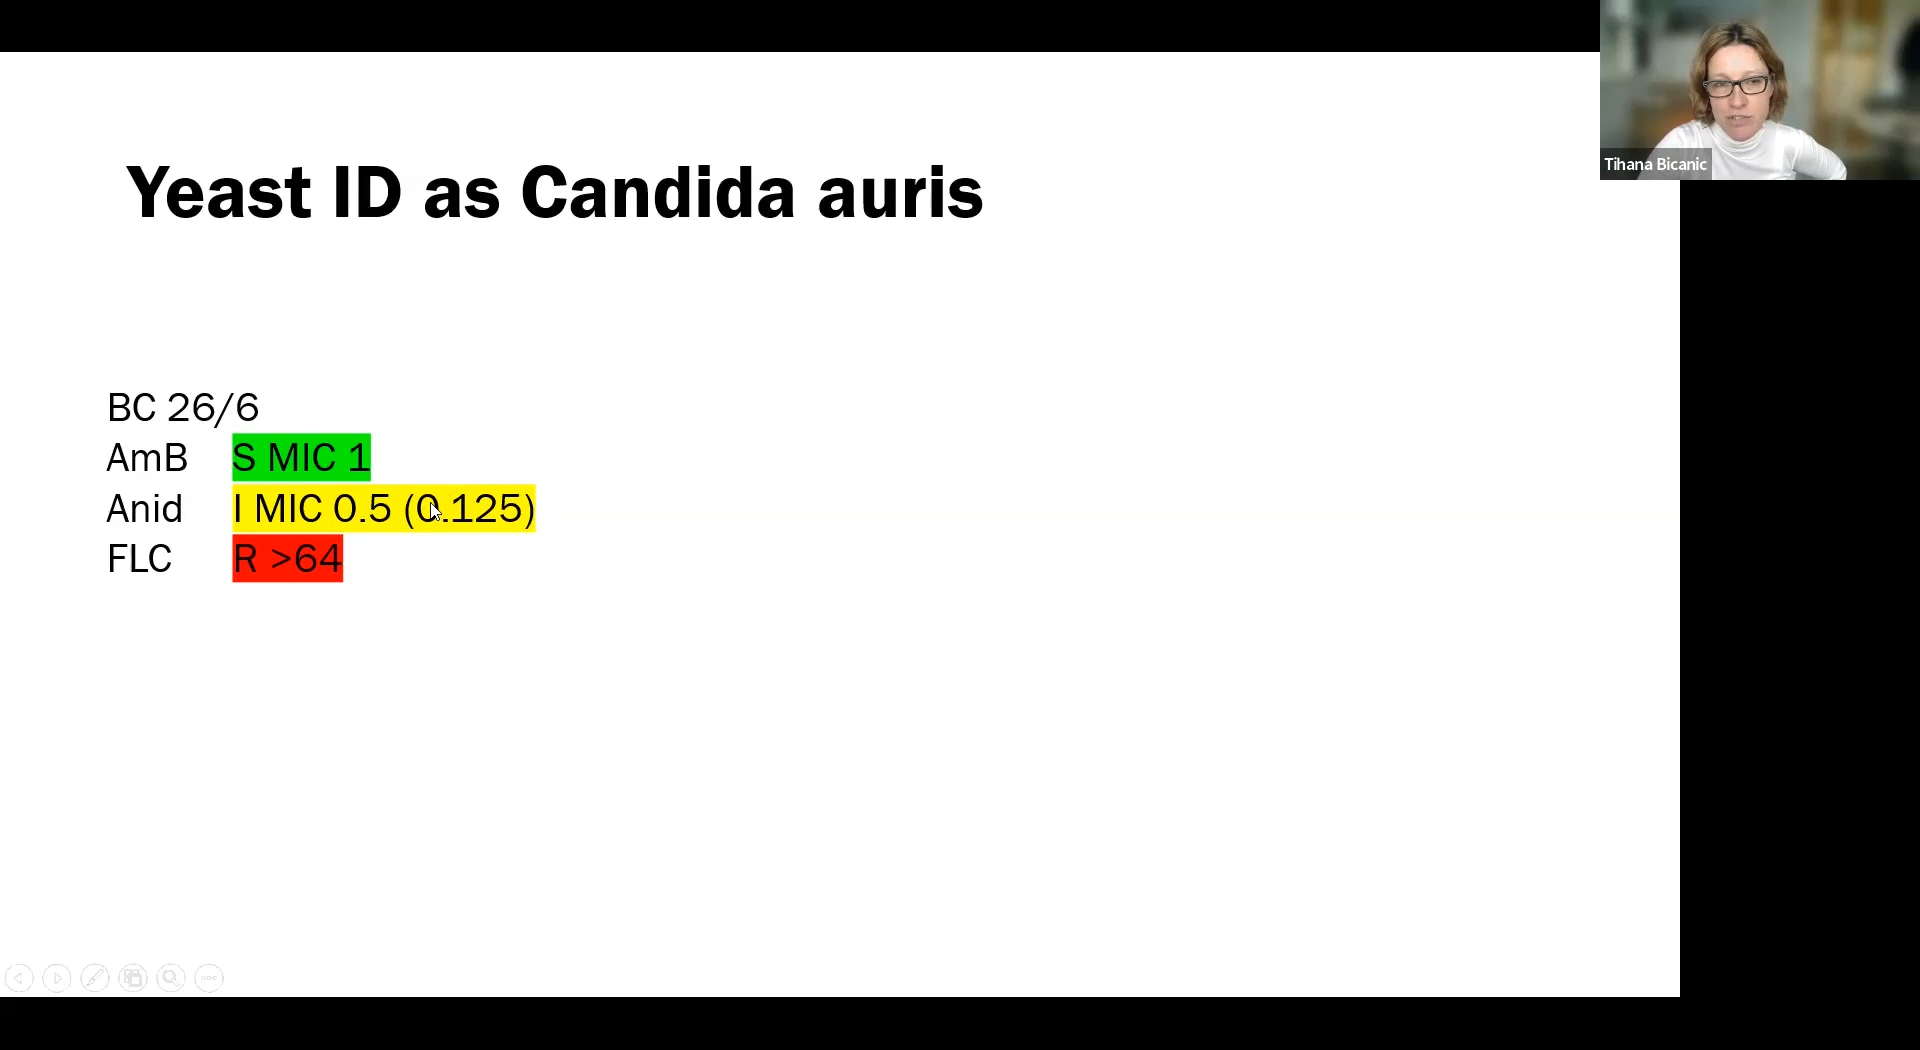 Yeast ID as Candida auris
Tihana Bicanic
BC 26/6
AmB S MIC 1
Anid I MIC 0.5 (0.125)
FLC R >64